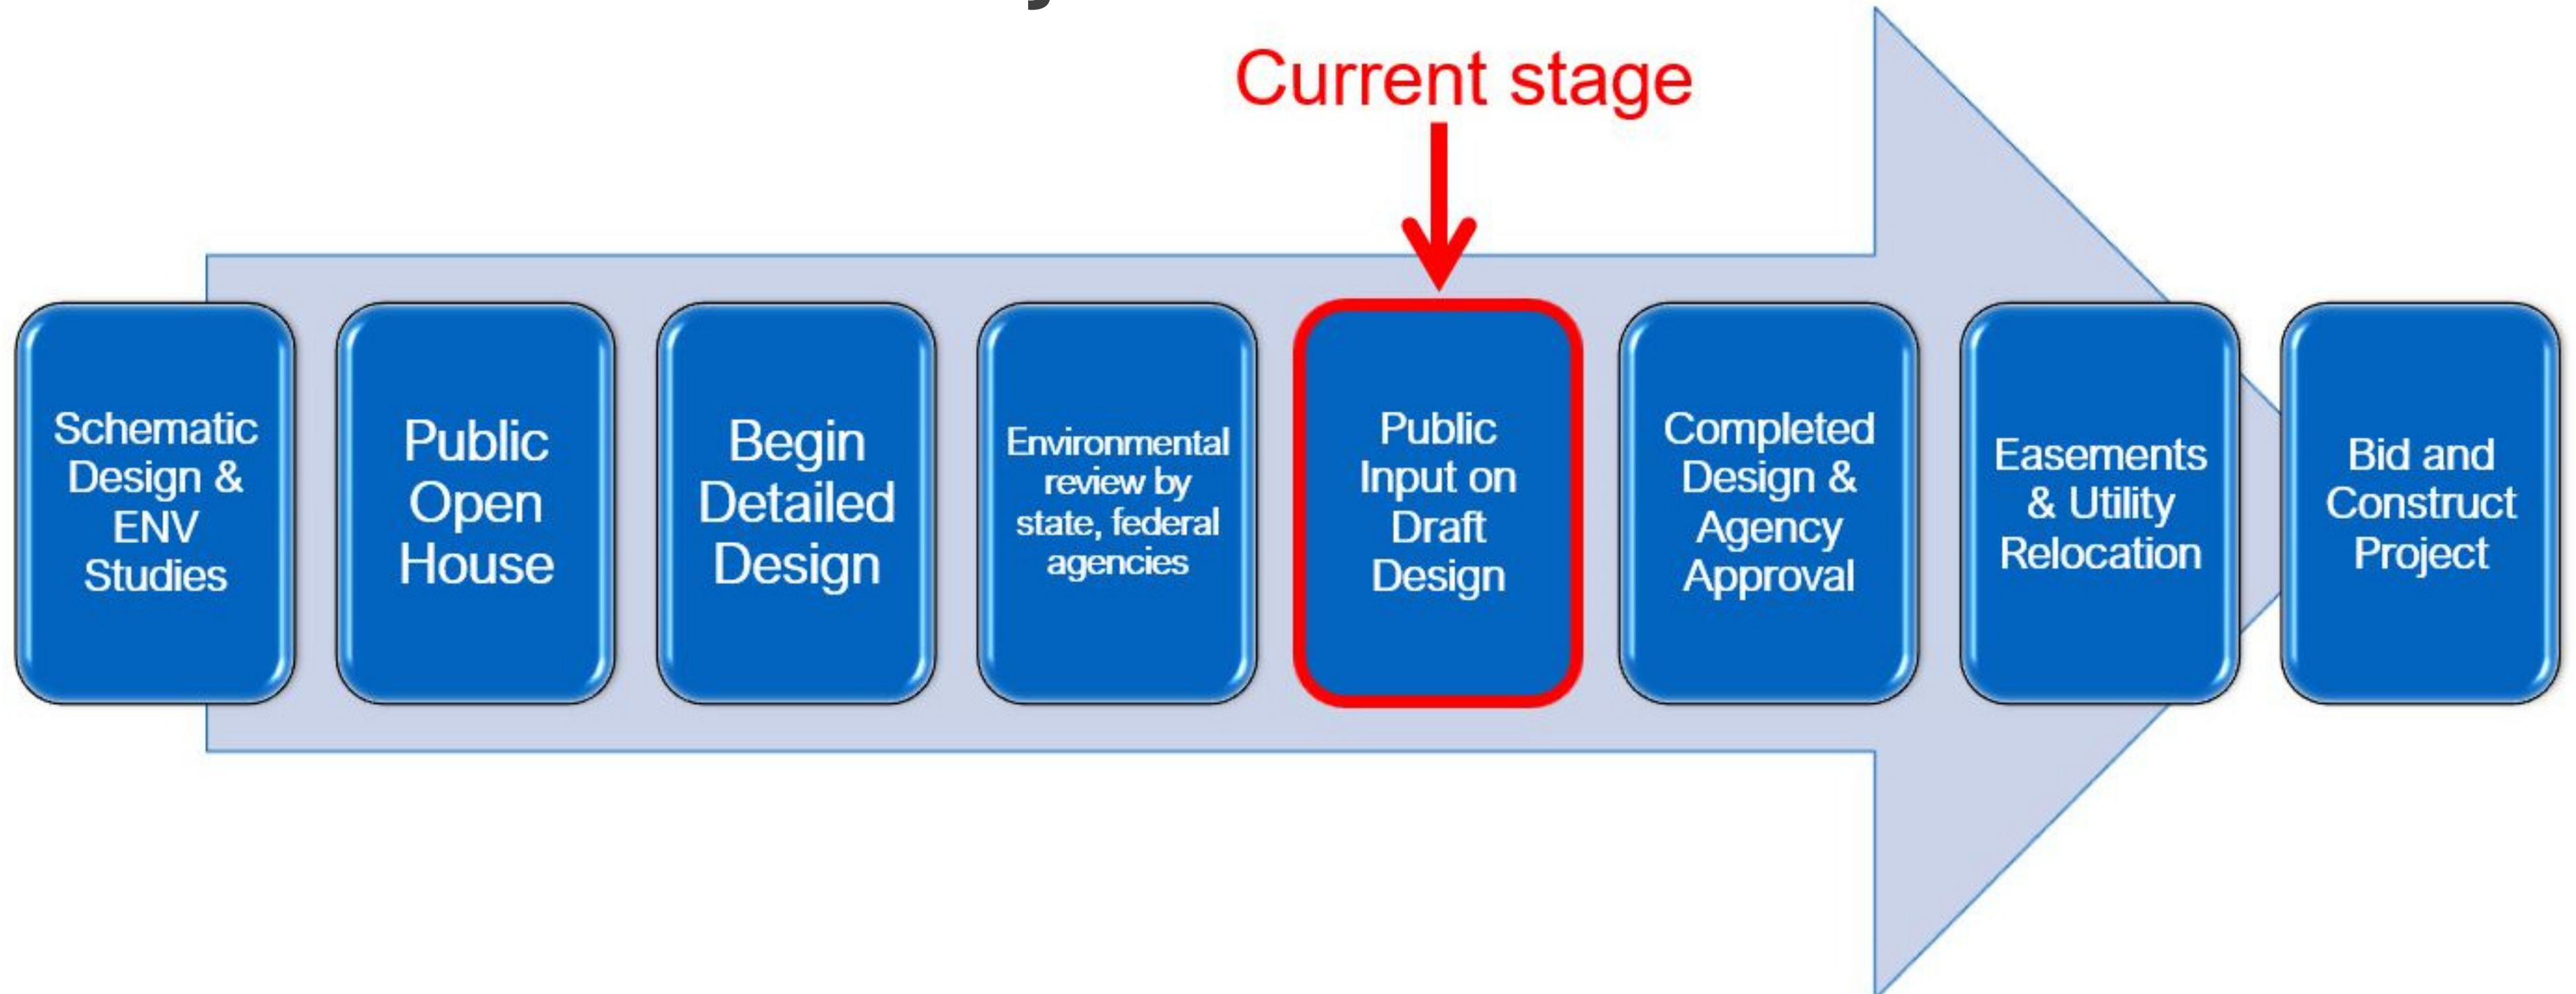 Current stage
Schematic
Design &
ENV
Studies
Public
Open
House
Begin
Detailed
Design
Environmental
review by
state, federal
agencies
Public
Input on
Draft
Design
Completed
Design &
Agency
Approval
Easements
& Utility
Relocation
Bid and
Construct
Project